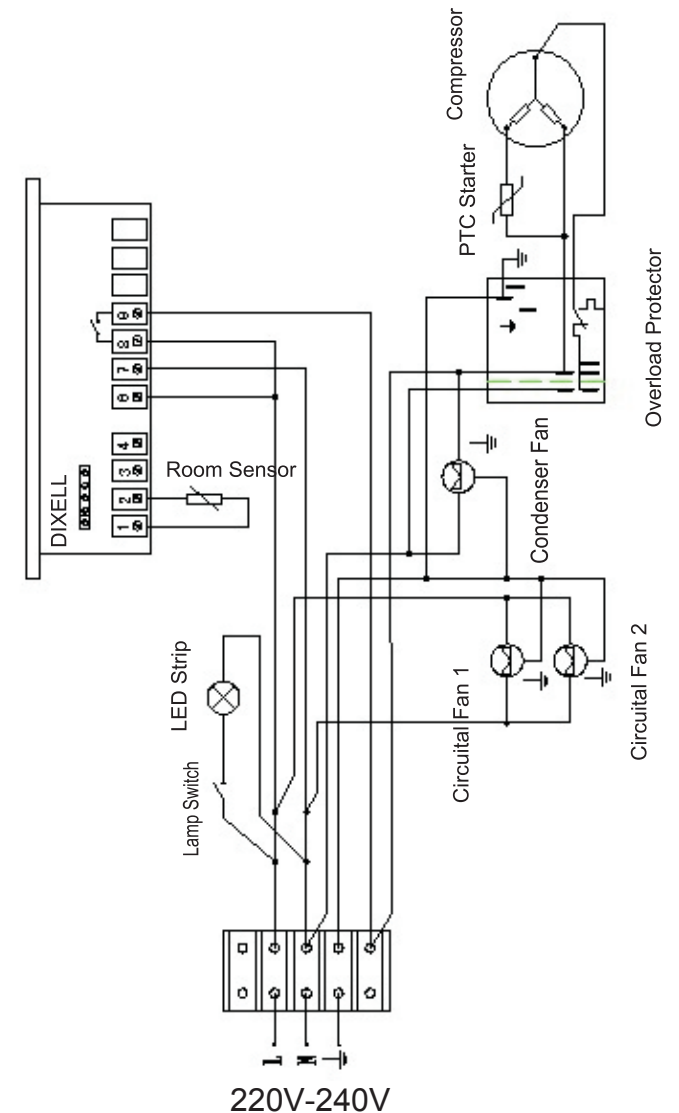 Compressor
PTC Starter
Overload Protector
9
8
7
6
4
3
2
1
DIXELL
Room Sensor
Condenser Fan
LED Strip
Lamp Switch
Circuital Fan 1
Circuital Fan 2
L
N
220V-240V